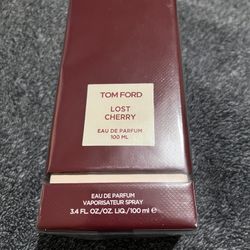 TOM FORD
LOST
CHERRY
EAU DE PARFUM
100 ML
EAU DE PARFUM
VAPORISATEUR SPRAY
3.4 FL.OZ/OZ. LIQ./100 ml ℮